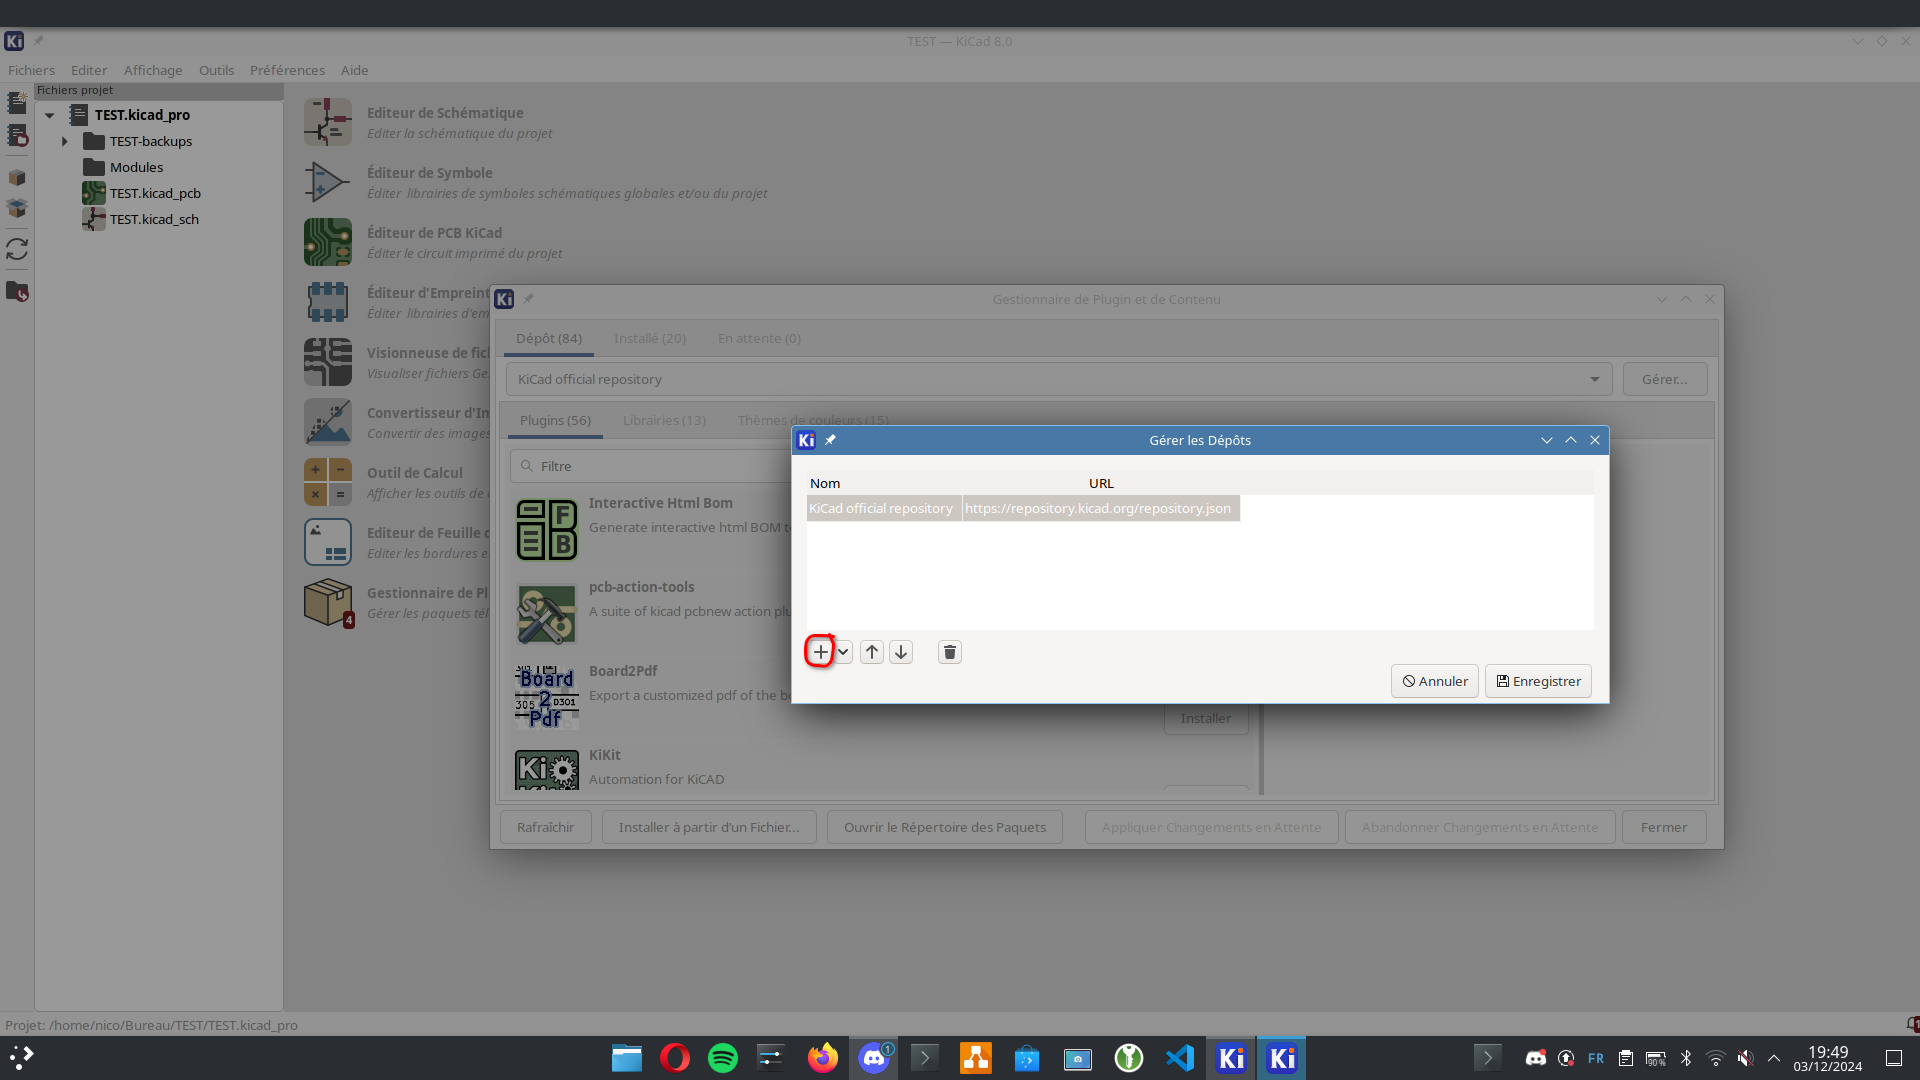 TEST — KiCad 8.0
Fichiers Editer Affichage Outils Préférences Aide
Fichiers projet
TEST.kicad_pro
TEST-backups
Modules
TEST.kicad_pcb
TEST.kicad_sch
Editeur de Schématique
Editer la schématique du projet
Éditeur de Symbole
Éditer librairies de symboles schématiques globales et/ou du projet
Éditeur de PCB KiCad
Éditer le circuit imprimé du projet
Éditeur d'Empreint
Éditer librairies d'em
Visionneuse de fic
Visualiser fichiers Ge
Convertisseur d'Im
Convertir des images
Outil de Calcul
Afficher les outils de
Editeur de Feuille d
Editer les bordures e
Gestionnaire de Pl
Gérer les paquets tél
4
Gestionnaire de Plugin et de Contenu
Dépôt (84) Installé (20) En attente (0)
KiCad official repository
Gérer...
Plugins (56) Librairies (13) Thèmes de couleurs (15)
Filtre
Interactive Html Bom
Generate interactive html BOM t
pcb-action-tools
A suite of kicad pcbnew action plu
Board2Pdf
Export a customized pdf of the bo
Installer
KiKit
Automation for KiCAD
Rafraîchir Installer à partir d'un Fichier... Ouvrir le Répertoire des Paquets Appliquer Changements en Attente Abandonner Changements en Attente Fermer
Gérer les Dépôts
Nom URL
KiCad official repository https://repository.kicad.org/repository.json
Annuler Enregistrer
Projet: /home/nico/Bureau/TEST/TEST.kicad_pro
1
FR
90%
19:49
03/12/2024